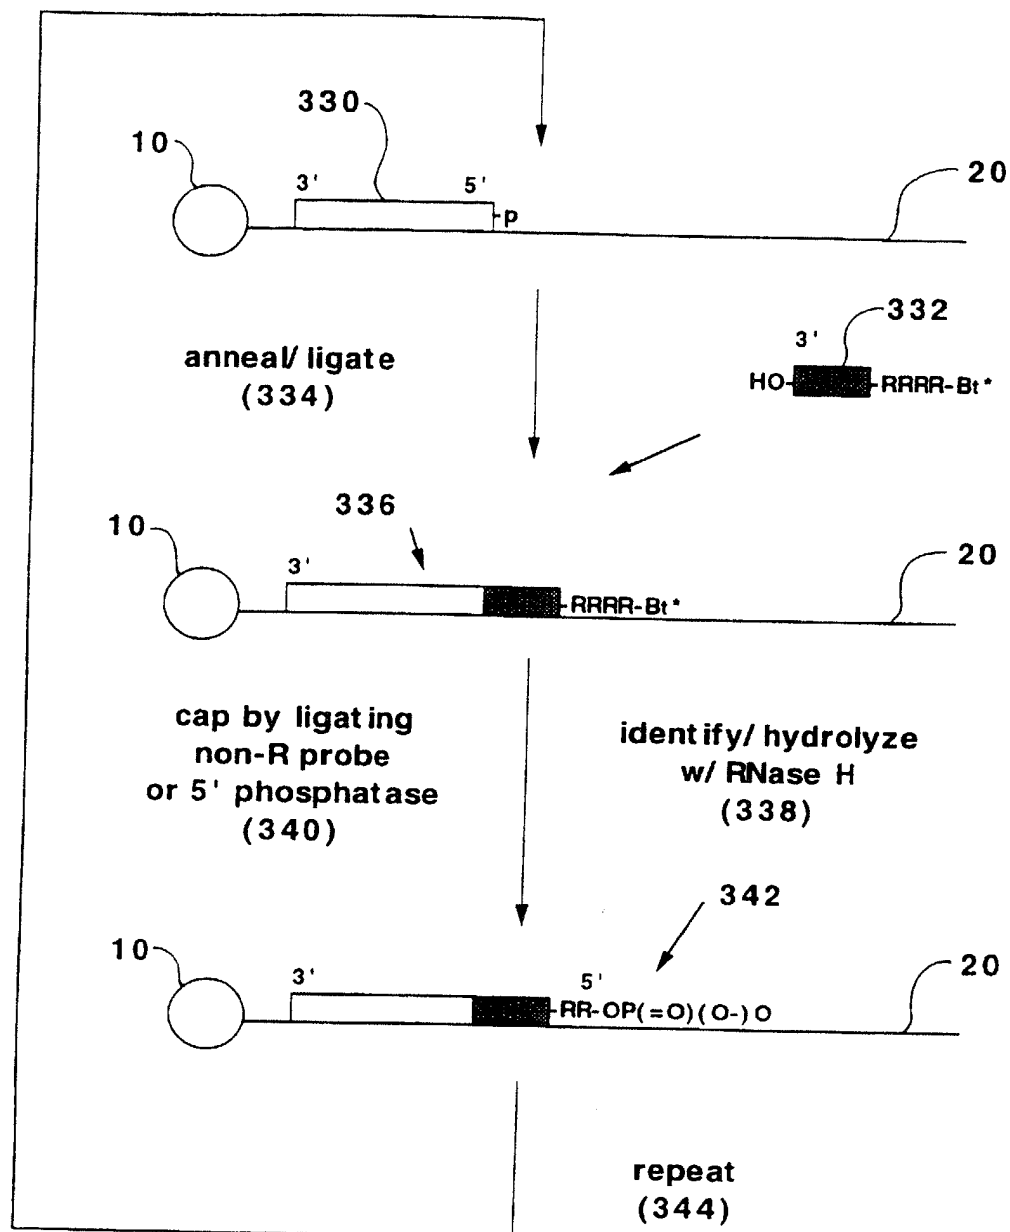 330
10
3' 5'
-p
20
332
3'
anneal/ligate
(334)
HO- -RRRR-Bt*
336
10
3'
20
-RRRR-Bt*
cap by ligating
non-R probe
or 5' phosphatase
(340)
identify/hydrolyze
w/ RNase H
(338)
342
10
3' 5'
20
-RR-OP(=O)(O-)O
repeat
(344)